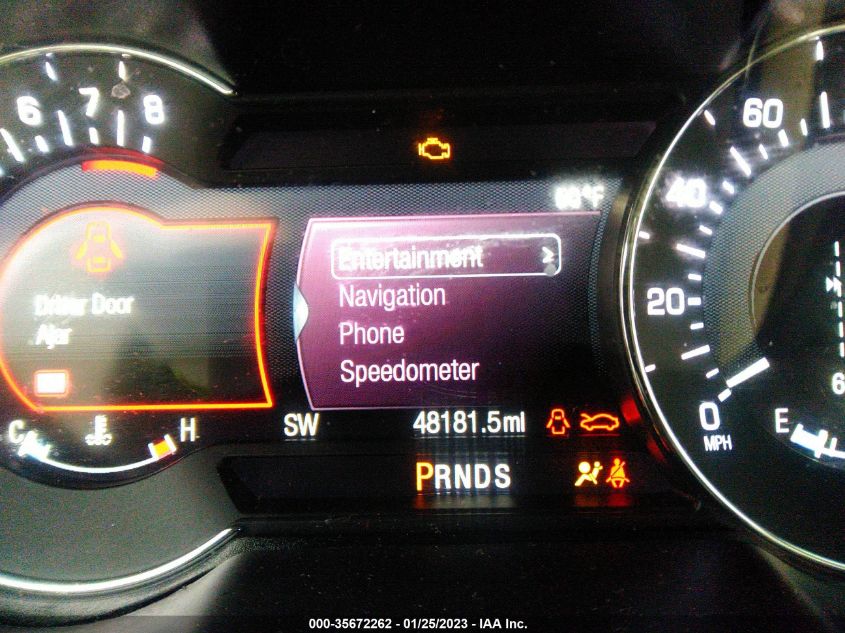 6 7 8
60
40
20
0
MPH
°F
Entertainment >
Navigation
Phone
Speedometer
Driver Door
Ajar
C H
SW 48181.5mi
E
PRNDS
6
000-35672262 - 01/25/2023 - IAA Inc.